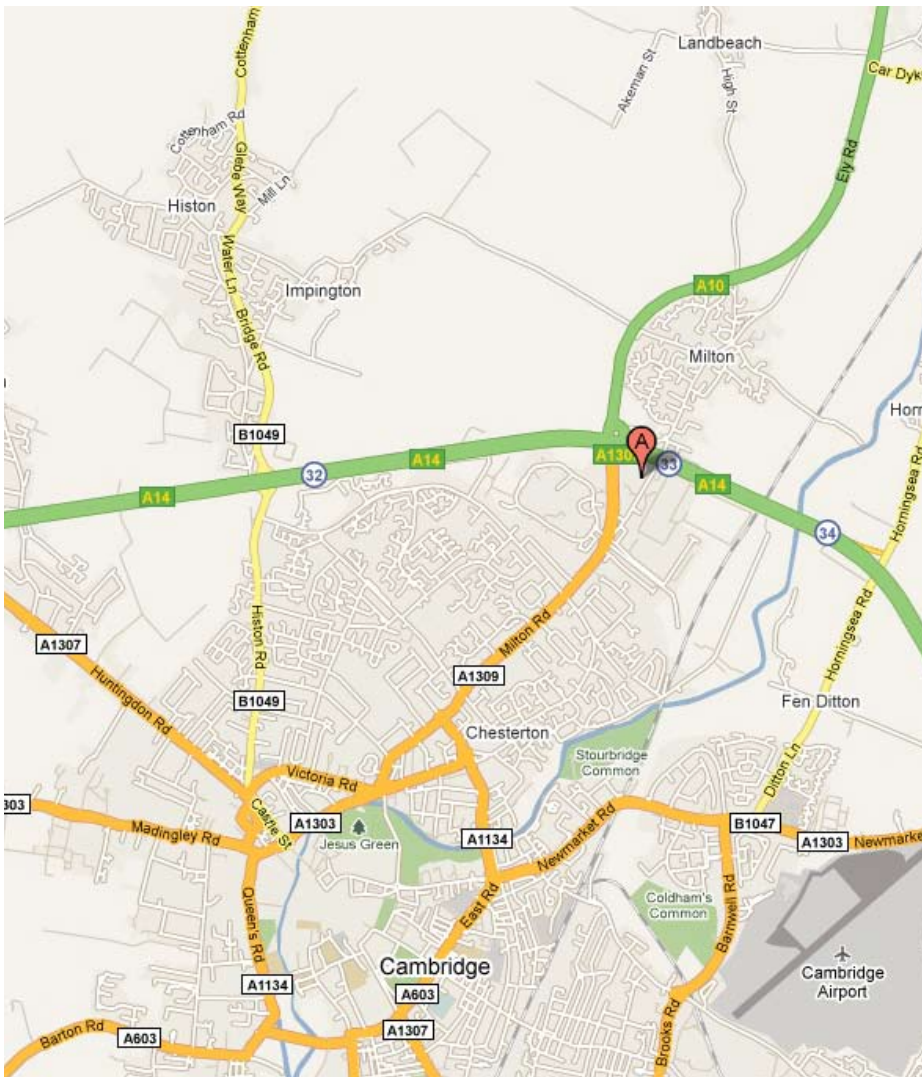 Landbeach
Cottenham
Akeman St
High St
Car Dyke
Cottenham Rd
Glebe Way
Mill Ln
Ely Rd
Histon
Water Ln
Impington
A10
Bridge Rd
Milton
B1049
A14
A14
32
A
33
A14
34
Horningsea Rd
Horningsea Rd
A1307
Histon Rd
Milton Rd
Huntingdon Rd
A1309
B1049
Chesterton
Fen Ditton
Stourbridge
Common
Victoria Rd
Ditton Ln
Castle St
A1303
Newmarket Rd
B1047
Madingley Rd
Jesus Green
A1134
A1303
Queen's Rd
East Rd
Coldham's
Common
Barnwell Rd
Cambridge
A603
Cambridge
Airport
A1134
A1307
Brooks Rd
Barton Rd
A603